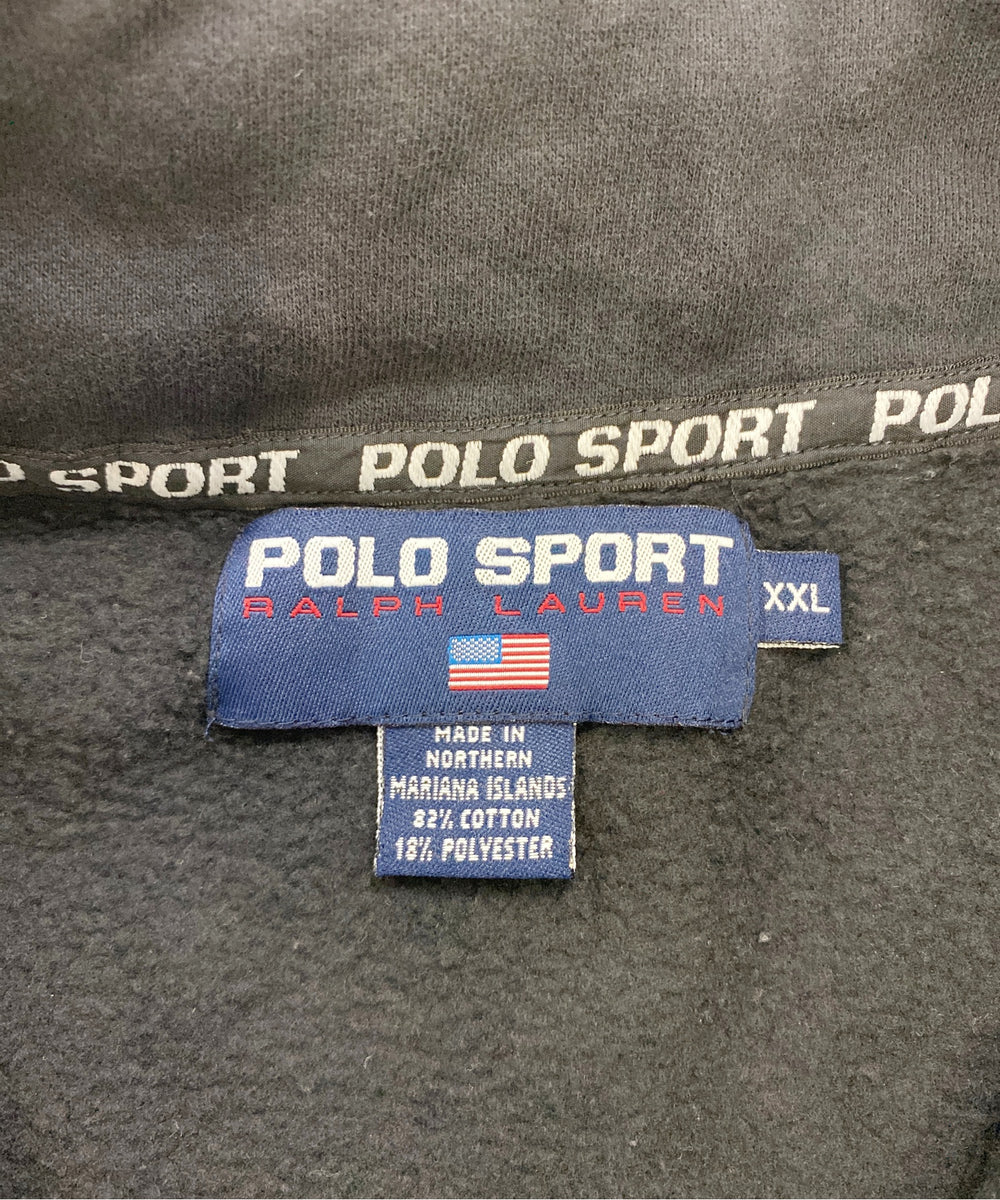 POLO SPORT POLO SPORT POLO
POLO SPORT
RALPH LAUREN
XXL
MADE IN
NORTHERN
MARIANA ISLANDS
82% COTTON
18% POLYESTER